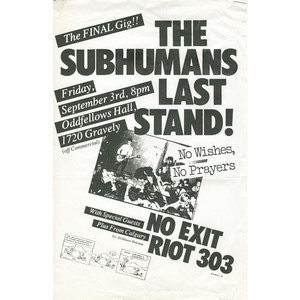 The FINAL Gig!!
THE
SUBHUMANS
LAST
STAND!
Friday,
September 3rd, 8pm
Oddfellows Hall,
1720 Gravely
(off Commercial)
No Wishes,
No Prayers
With Special Guests
NO EXIT
Plus From Calgary
RIOT 303